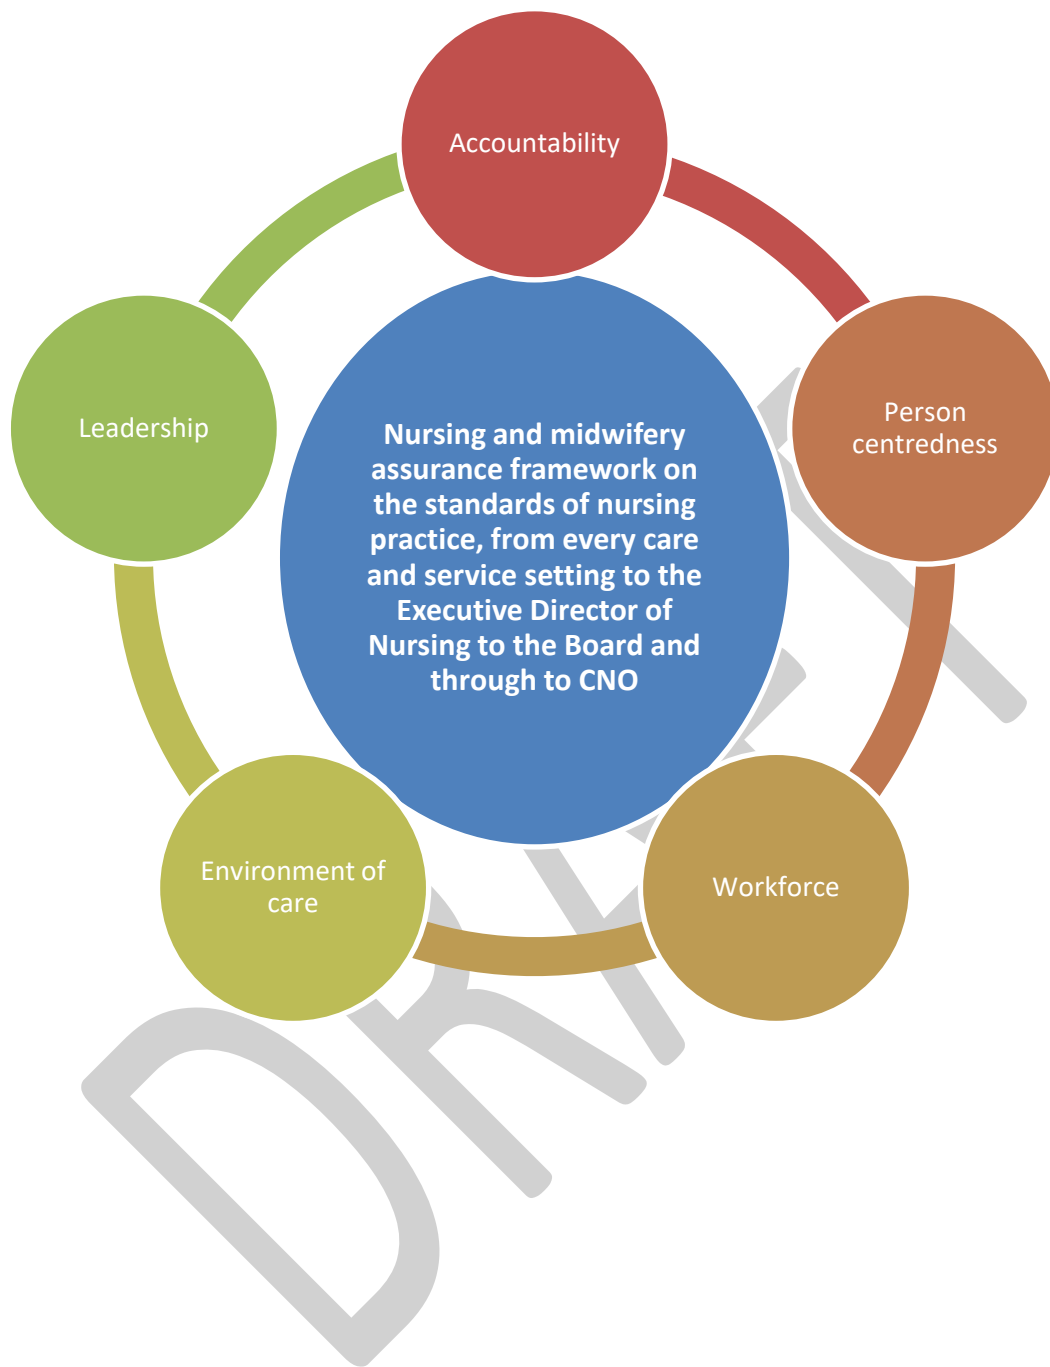 Accountability
Leadership
Person
centredness
Nursing and midwifery
assurance framework on
the standards of nursing
practice, from every care
and service setting to the
Executive Director of
Nursing to the Board and
through to CNO
Environment of
care
Workforce
DRAFT